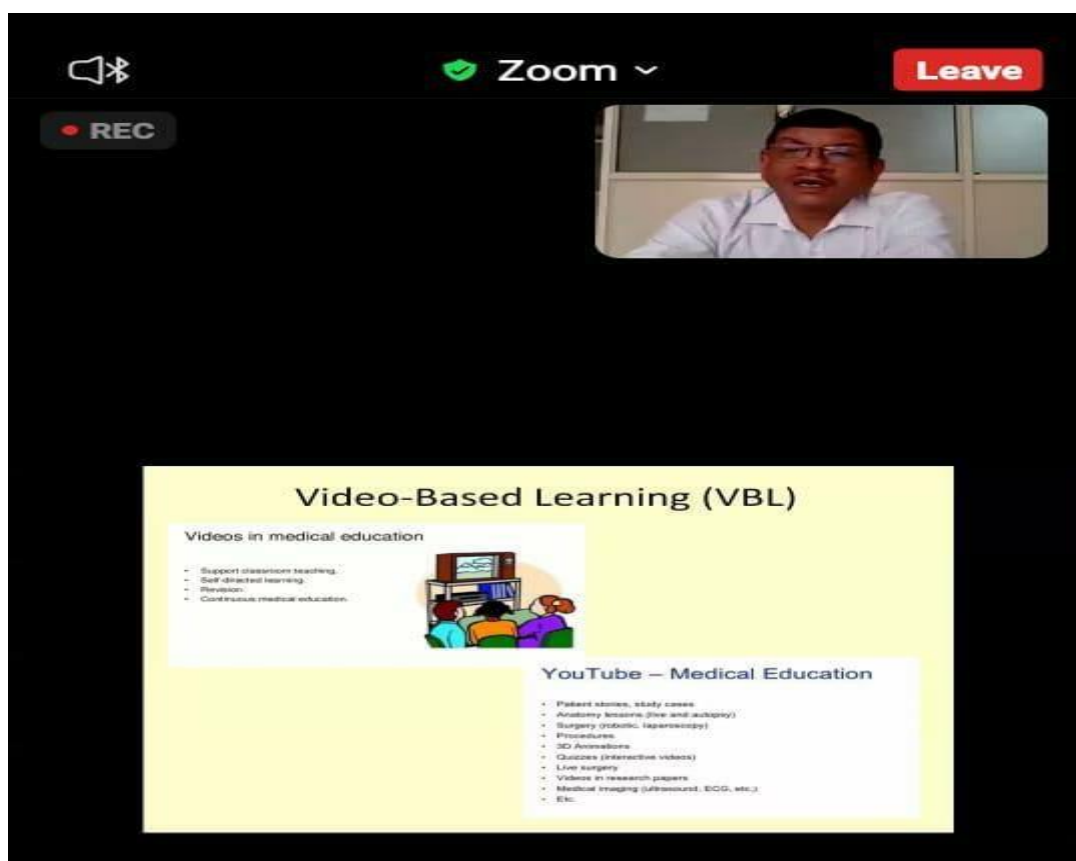 Zoom
Leave
REC
Video-Based Learning (VBL)
Videos in medical education
• Support classroom teaching.
• Self directed learning.
• Revision
• Continuous medical education.
YouTube – Medical Education
• Patient stories, study cases
• Anatomy lessons (live and autopsy)
• Surgery (robotic, laparoscopy)
• Procedures
• 3D Animations
• Quizzes (interactive videos)
• Live surgery
• Videos in research papers
• Medical imaging (ultrasound, ECG, etc.)
• Etc.